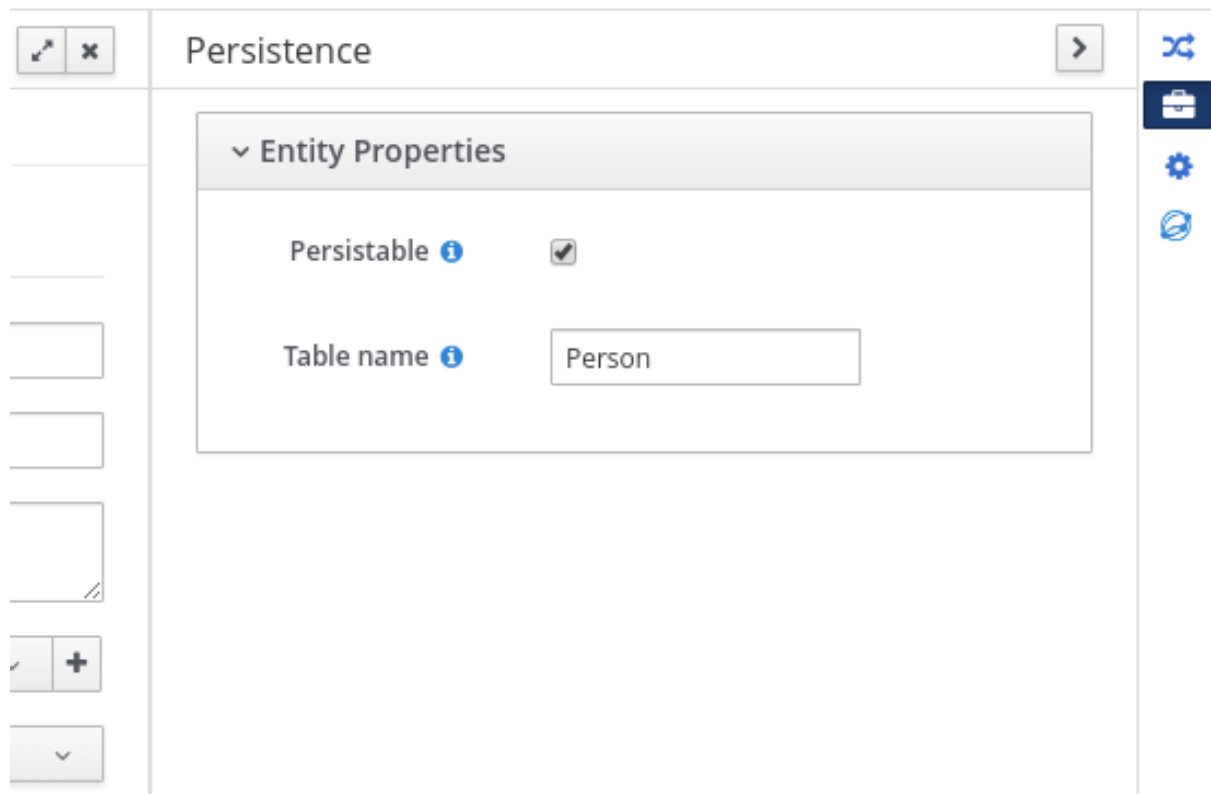 Persistence
Entity Properties
Persistable
Table name
Person